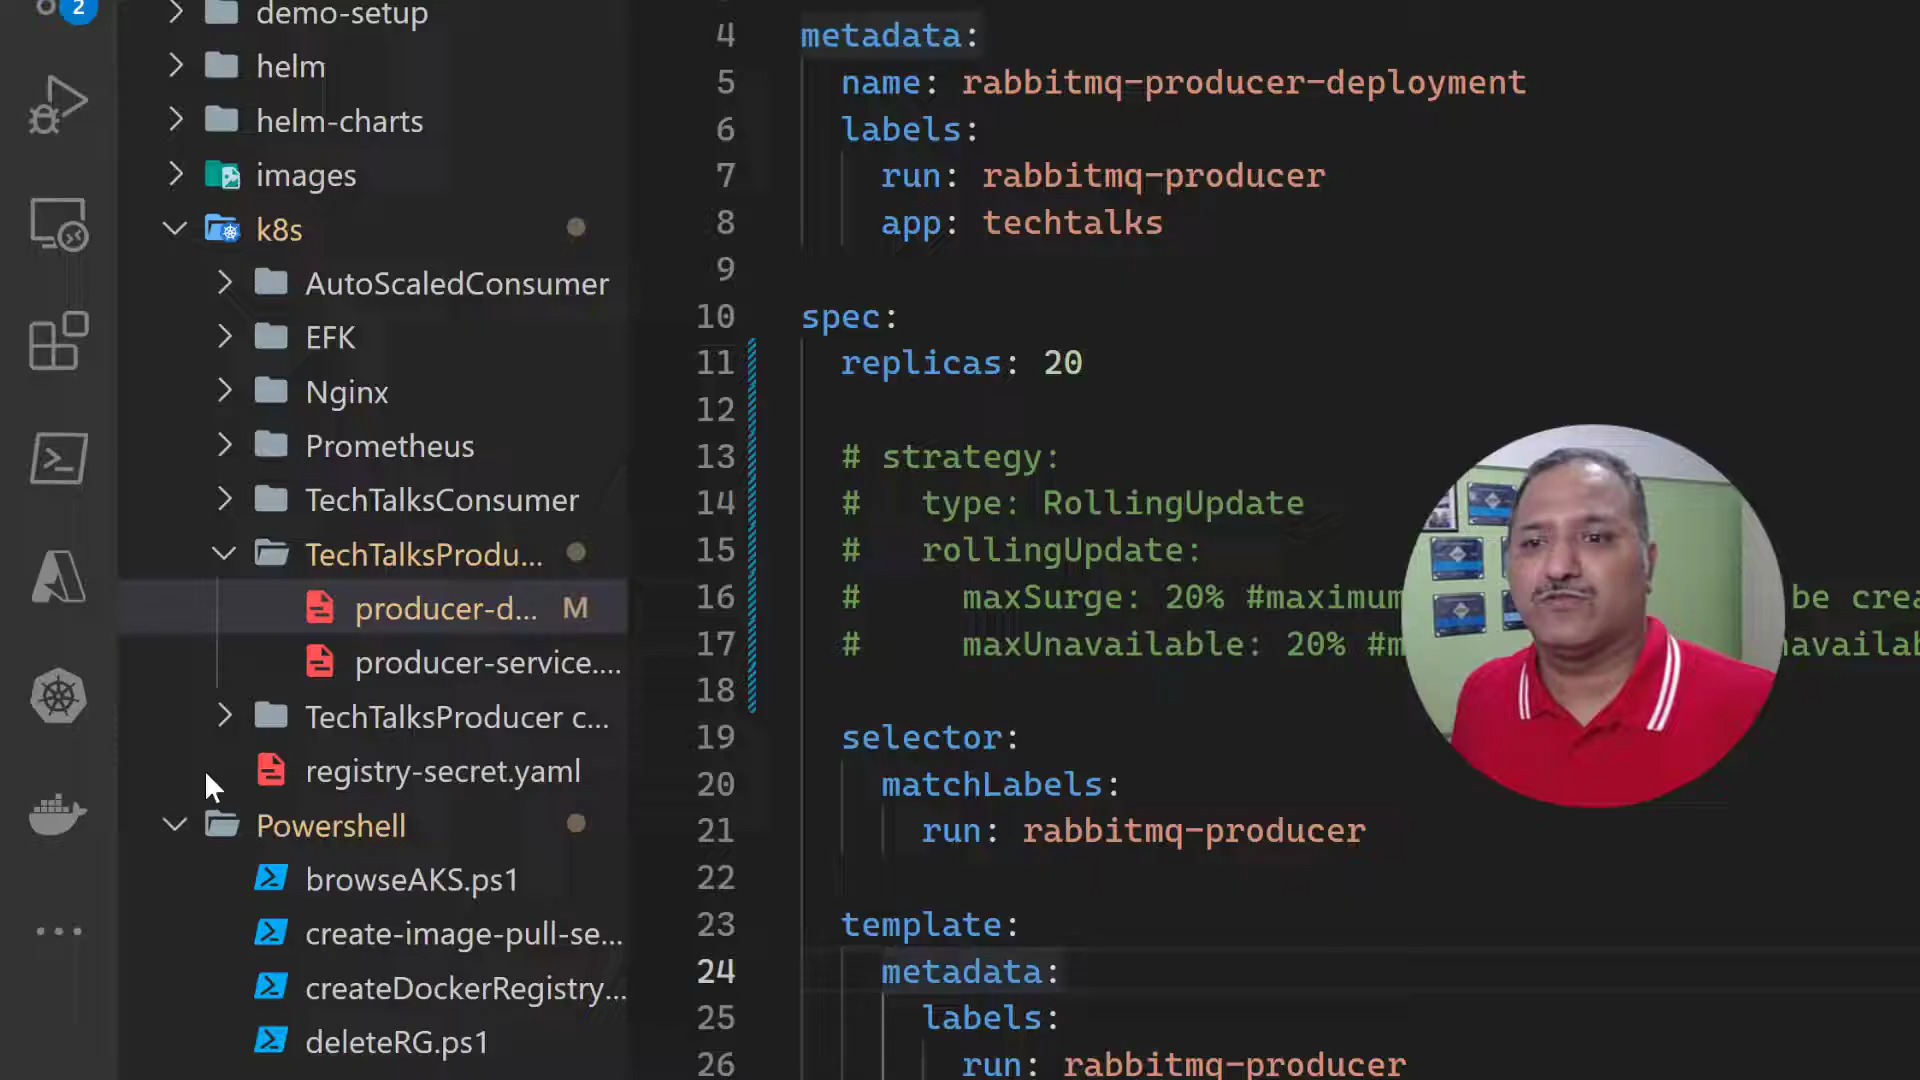 2
demo-setup
helm
helm-charts
images
k8s
AutoScaledConsumer
EFK
Nginx
Prometheus
TechTalksConsumer
TechTalksProdu...
producer-d... M
producer-service....
TechTalksProducer c...
registry-secret.yaml
Powershell
browseAKS.ps1
create-image-pull-se...
createDockerRegistry...
deleteRG.ps1
4 metadata:
5 name: rabbitmq-producer-deployment
6 labels:
7 run: rabbitmq-producer
8 app: techtalks
9
10 spec:
11 replicas: 20
12
13 # strategy:
14 # type: RollingUpdate
15 # rollingUpdate:
16 # maxSurge: 20% #maximum be crea
17 # maxUnavailable: 20% #m navailab
18
19 selector:
20 matchLabels:
21 run: rabbitmq-producer
22
23 template:
24 metadata:
25 labels:
26 run: rabbitmq-producer